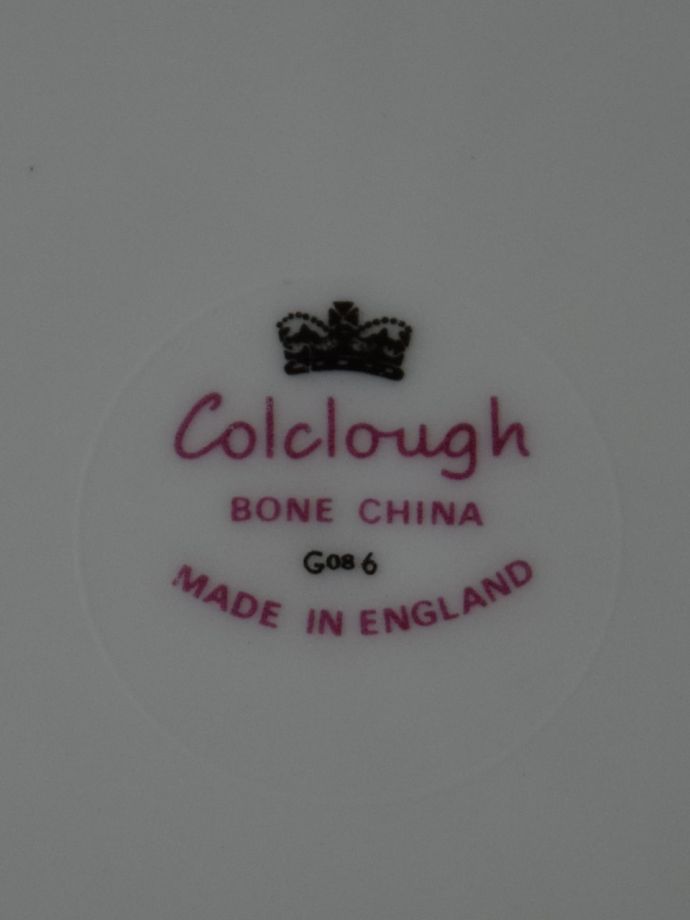 Colclough
BONE CHINA
G08 6
MADE IN ENGLAND